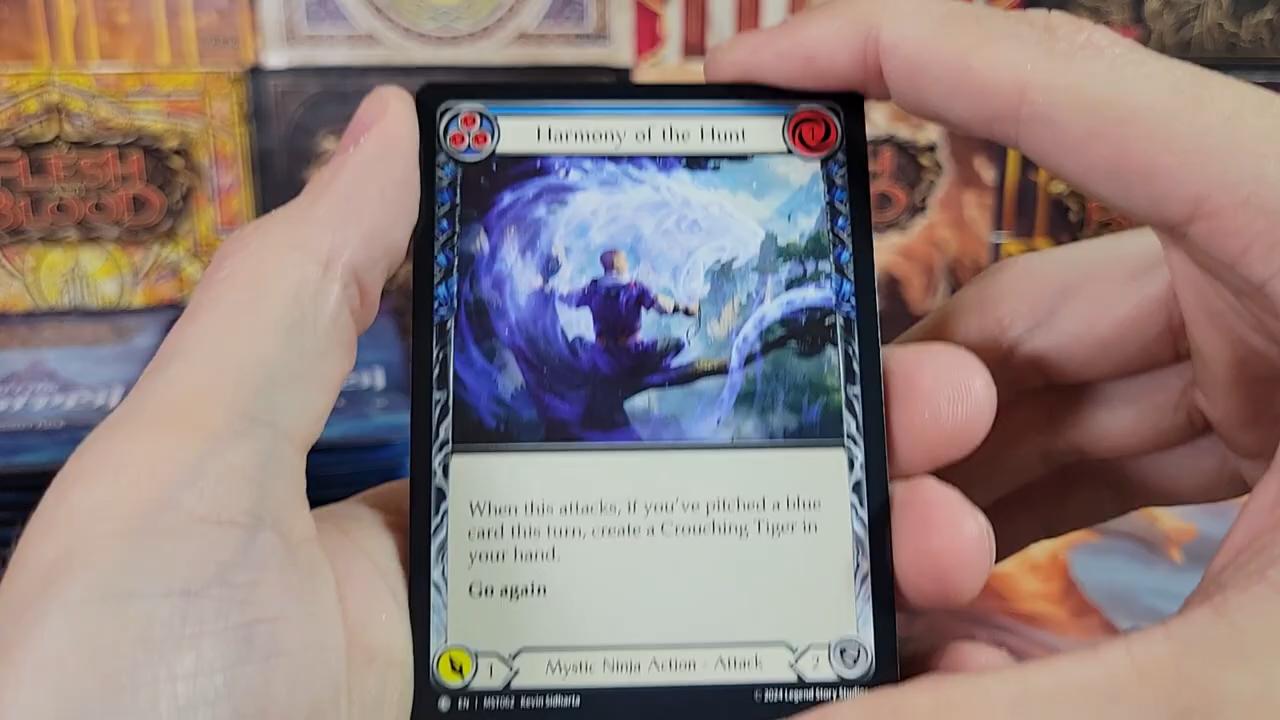 FLESH
BLOOD
Harmony of the Hunt
1
When this attacks, if you've pitched a blue
card this turn, create a Crouching Tiger in
your hand.
Go again
1
Mystic Ninja Action - Attack
2
EN | MST062 Kevin Sidharta
© 2024 Legend Story Studios